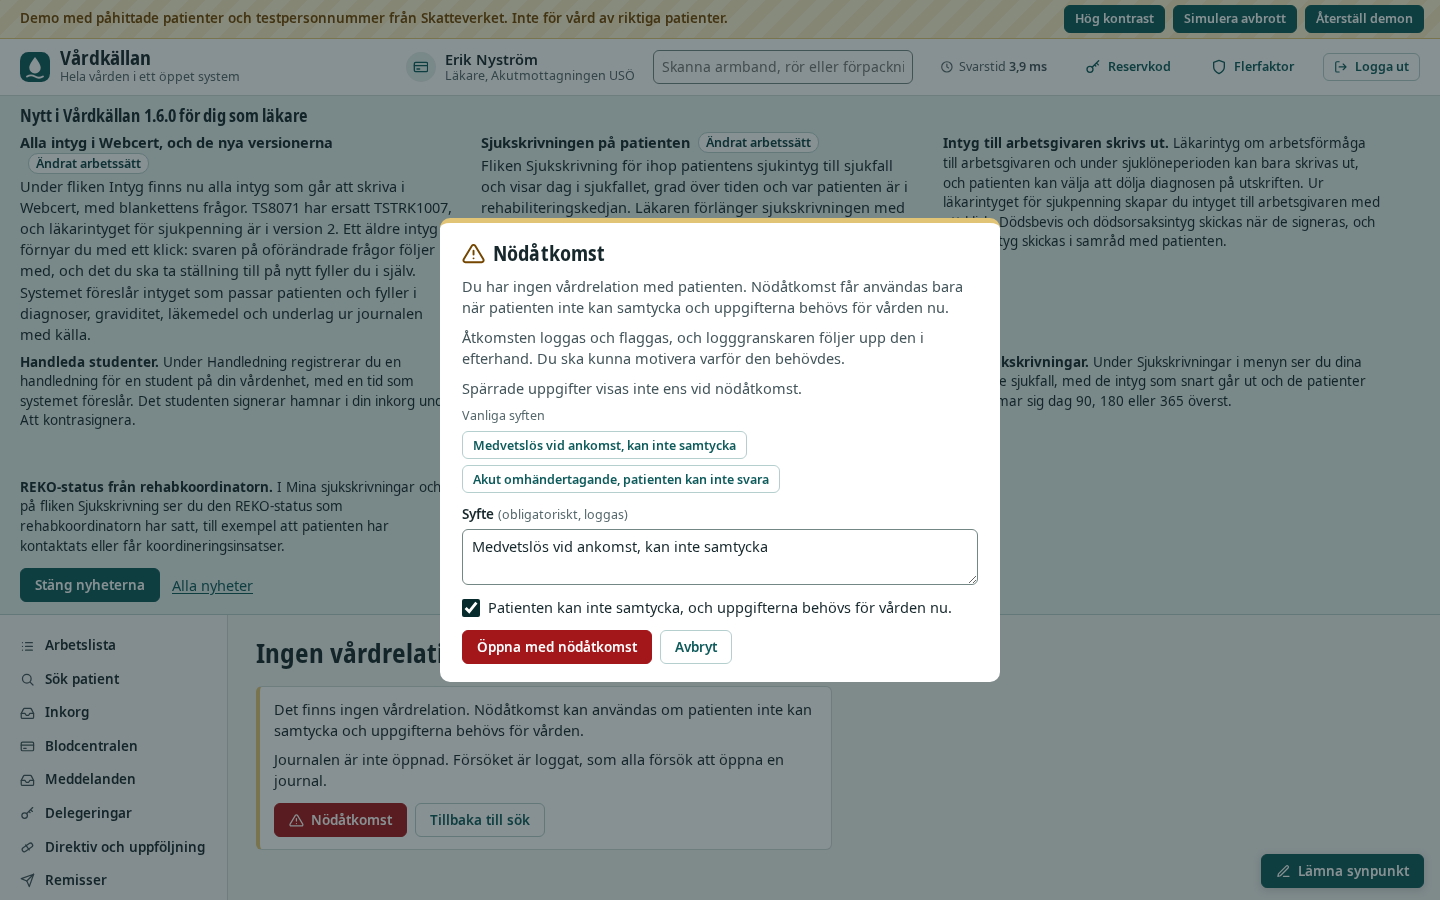 Demo med påhittade patienter och testpersonnummer från Skatteverket. Inte för vård av riktiga patienter.
Hög kontrast
Simulera avbrott
Återställ demon
Vårdkällan
Hela vården i ett öppet system
Erik Nyström
Läkare, Akutmottagningen USÖ
Skanna armband, rör eller förpackni
Svarstid 3,9 ms
Reservkod
Flerfaktor
Logga ut
Nytt i Vårdkällan 1.6.0 för dig som läkare
Alla intyg i Webcert, och de nya versionerna
Ändrat arbetssätt
Under fliken Intyg finns nu alla intyg som går att skriva i
Webcert, med blankettens frågor. TS8071 har ersatt TSTRK1007,
och läkarintyget för sjukpenning är i version 2. Ett äldre intyg
förnyar du med ett klick: svaren på oförändrade frågor följer
med, och det du ska ta ställning till på nytt fyller du i själv.
Systemet föreslår intyget som passar patienten och fyller i
diagnoser, graviditet, läkemedel och underlag ur journalen
med källa.
Sjukskrivningen på patienten
Ändrat arbetssätt
Fliken Sjukskrivning för ihop patientens sjukintyg till sjukfall
och visar dag i sjukfallet, grad över tiden och var patienten är i
rehabiliteringskedjan. Läkaren förlänger sjukskrivningen med
Intyg till arbetsgivaren skrivs ut. Läkarintyg om arbetsförmåga
till arbetsgivaren och under sjuklöneperioden kan bara skrivas ut,
och patienten kan välja att dölja diagnosen på utskriften. Ur
läkarintyget för sjukpenning skapar du intyget till arbetsgivaren med
Dödsbevis och dödsorsaksintyg skickas när de signeras, och
skickas i samråd med patienten.
Handleda studenter. Under Handledning registrerar du en
handledning för en student på din vårdenhet, med en tid som
systemet föreslår. Det studenten signerar hamnar i din inkorg und
Att kontrasignera.
Under Sjukskrivningar i menyn ser du dina
sjukfall, med de intyg som snart går ut och de patienter
sig dag 90, 180 eller 365 överst.
REKO-status från rehabkoordinatorn. I Mina sjukskrivningar och
på fliken Sjukskrivning ser du den REKO-status som
rehabkoordinatorn har satt, till exempel att patienten har
kontaktats eller får koordineringsinsatser.
Stäng nyheterna
Alla nyheter
Nödåtkomst
Du har ingen vårdrelation med patienten. Nödåtkomst får användas bara
när patienten inte kan samtycka och uppgifterna behövs för vården nu.
Åtkomsten loggas och flaggas, och logggranskaren följer upp den i
efterhand. Du ska kunna motivera varför den behövdes.
Spärrade uppgifter visas inte ens vid nödåtkomst.
Vanliga syften
Medvetslös vid ankomst, kan inte samtycka
Akut omhändertagande, patienten kan inte svara
Syfte (obligatoriskt, loggas)
Medvetslös vid ankomst, kan inte samtycka
Patienten kan inte samtycka, och uppgifterna behövs för vården nu.
Öppna med nödåtkomst
Avbryt
Arbetslista
Sök patient
Inkorg
Blodcentralen
Meddelanden
Delegeringar
Direktiv och uppföljning
Remisser
Ingen vårdrelati
Det finns ingen vårdrelation. Nödåtkomst kan användas om patienten inte kan
samtycka och uppgifterna behövs för vården.
Journalen är inte öppnad. Försöket är loggat, som alla försök att öppna en
journal.
Nödåtkomst
Tillbaka till sök
Lämna synpunkt